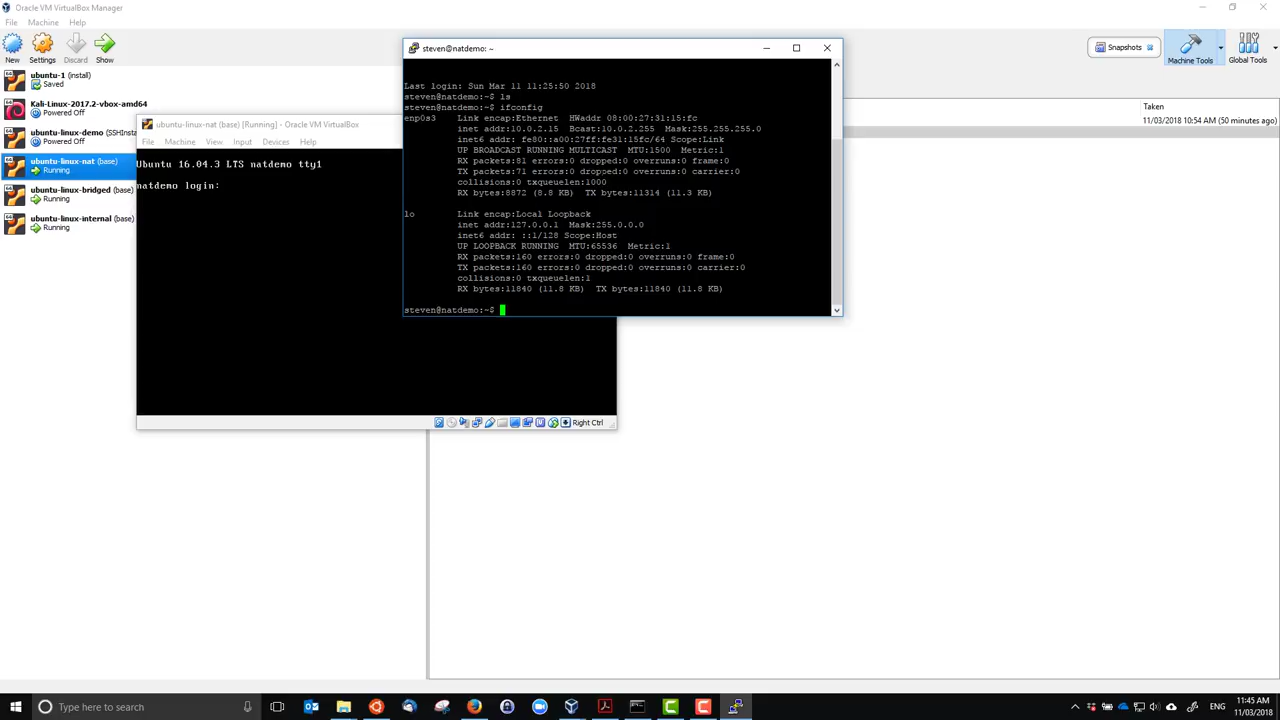 Oracle VM VirtualBox Manager
File Machine Help
New Settings Discard Show
Snapshots
Machine Tools Global Tools
ubuntu-1 (install)
Saved
Kali-Linux-2017.2-vbox-amd64
Powered Off
ubuntu-linux-demo (SSHInstal
Powered Off
ubuntu-linux-nat (base)
Running
ubuntu-linux-bridged (base)
Running
ubuntu-linux-internal (base)
Running
Taken
11/03/2018 10:54 AM (50 minutes ago)
ubuntu-linux-nat (base) [Running] - Oracle VM VirtualBox
File Machine View Input Devices Help
Ubuntu 16.04.3 LTS natdemo tty1
natdemo login:
Right Ctrl
steven@natdemo: ~
Last login: Sun Mar 11 11:25:50 2018
steven@natdemo:~$ ls
steven@natdemo:~$ ifconfig
enp0s3 Link encap:Ethernet HWaddr 08:00:27:31:15:fc
inet addr:10.0.2.15 Bcast:10.0.2.255 Mask:255.255.255.0
inet6 addr: fe80::a00:27ff:fe31:15fc/64 Scope:Link
UP BROADCAST RUNNING MULTICAST MTU:1500 Metric:1
RX packets:81 errors:0 dropped:0 overruns:0 frame:0
TX packets:71 errors:0 dropped:0 overruns:0 carrier:0
collisions:0 txqueuelen:1000
RX bytes:8872 (8.8 KB) TX bytes:11314 (11.3 KB)
lo Link encap:Local Loopback
inet addr:127.0.0.1 Mask:255.0.0.0
inet6 addr: ::1/128 Scope:Host
UP LOOPBACK RUNNING MTU:65536 Metric:1
RX packets:160 errors:0 dropped:0 overruns:0 frame:0
TX packets:160 errors:0 dropped:0 overruns:0 carrier:0
collisions:0 txqueuelen:1
RX bytes:11840 (11.8 KB) TX bytes:11840 (11.8 KB)
steven@natdemo:~$
Type here to search
ENG
11:45 AM
11/03/2018